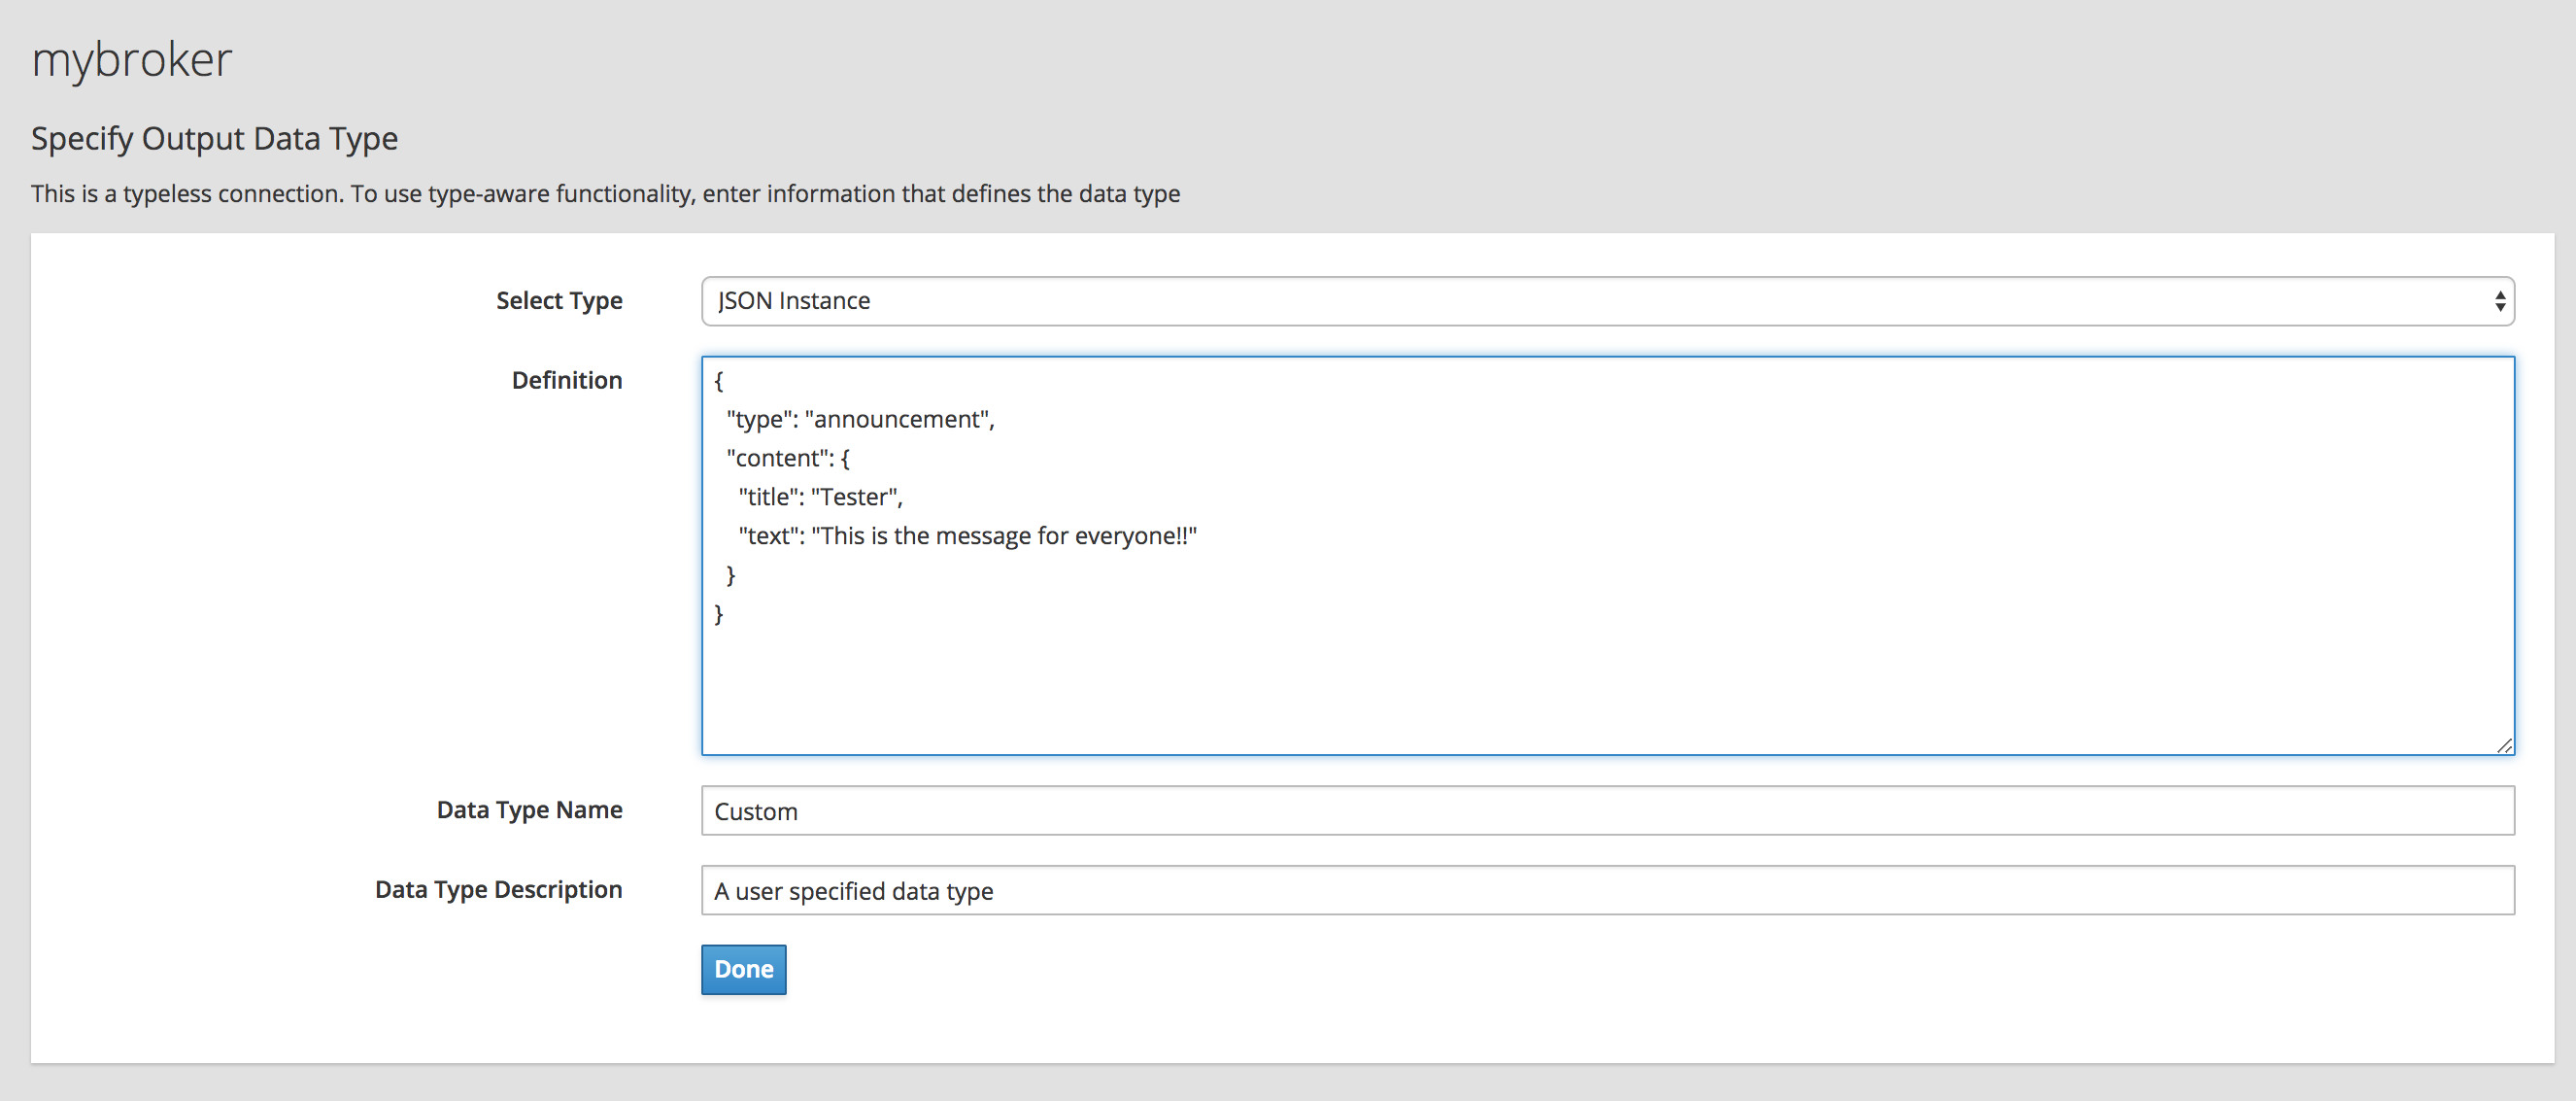 mybroker
Specify Output Data Type
This is a typeless connection. To use type-aware functionality, enter information that defines the data type
Select Type
JSON Instance
Definition
{
"type": "announcement",
"content": {
"title": "Tester",
"text": "This is the message for everyone!!"
}
}
Data Type Name
Custom
Data Type Description
A user specified data type
Done